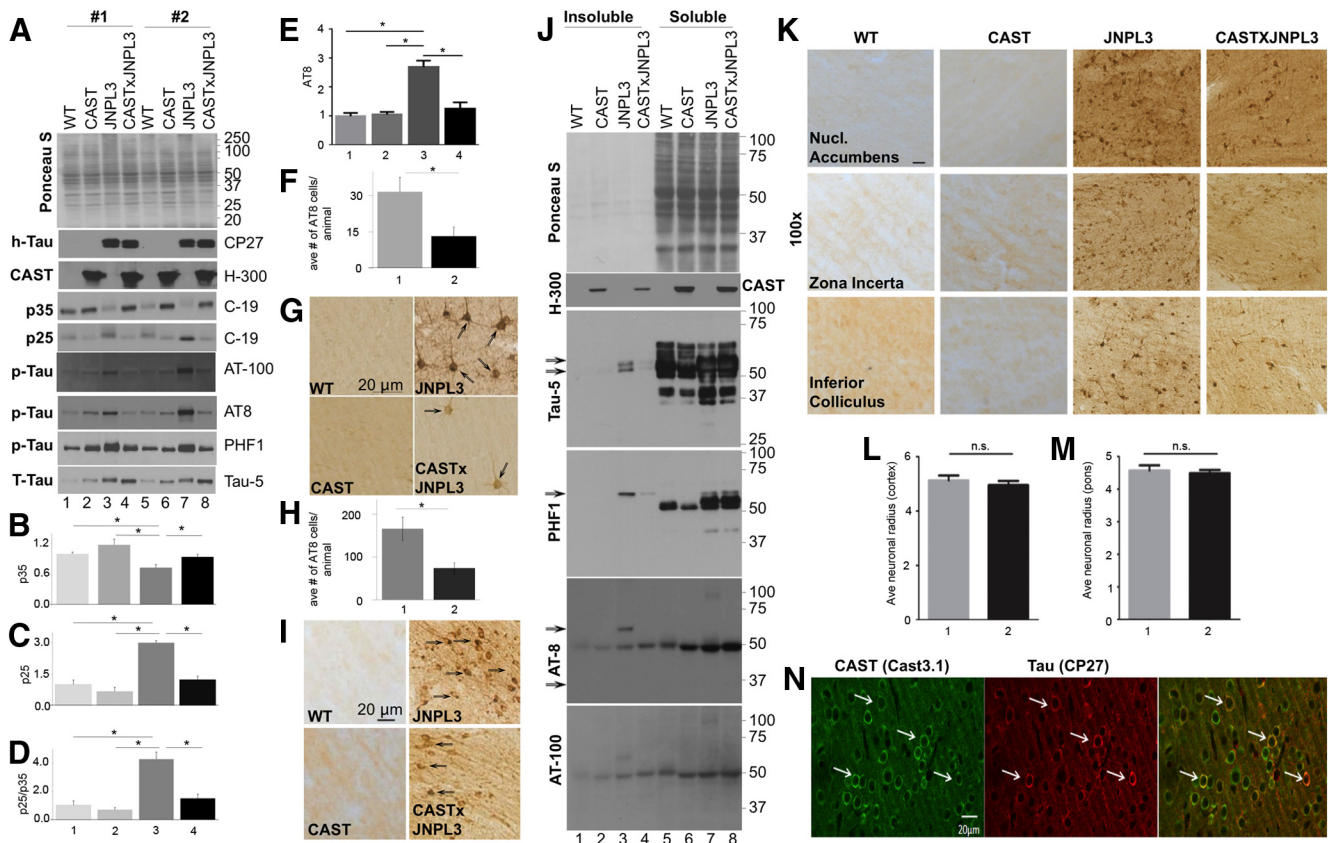 A
#1 #2
WT
CAST
JNPL3
CASTxJNPL3
WT
CAST
JNPL3
CASTxJNPL3
Ponceau S
250
100
50
37
25
20
h-Tau CP27
CAST H-300
p35 C-19
p25 C-19
p-Tau AT-100
p-Tau AT8
p-Tau PHF1
T-Tau Tau-5
1 2 3 4 5 6 7 8
B
p35
1.2
0.6
0.0
* * *
C
p25
3.0
1.5
0.0
* * *
D
p25/p35
4.0
2.0
0.0
* * *
1 2 3 4
E
AT8
4
3
2
1
0
* * *
1 2 3 4
F
ave # of AT8 cells/
animal
30
15
0
*
1 2
G
WT 20 µm JNPL3
CAST CASTx
JNPL3
H
ave # of AT8 cells/
animal
200
100
0
*
1 2
I
WT 20 µm JNPL3
CAST CASTx
JNPL3
J
Insoluble Soluble
WT
CAST
JNPL3
CASTxJNPL3
WT
CAST
JNPL3
CASTxJNPL3
Ponceau S
100
75
50
37
H-300 CAST
Tau-5
100
75
50
25
PHF1
100
75
50
37
AT-8
100
75
50
37
AT-100
100
75
50
37
1 2 3 4 5 6 7 8
K
WT CAST JNPL3 CASTXJNPL3
100x
Nucl.
Accumbens
Zona Incerta
Inferior
Colliculus
L
Ave neuronal radius (cortex)
6
4
2
0
n.s.
1 2
M
Ave neuronal radius (pons)
5
4
3
2
1
0
n.s.
1 2
N
CAST (Cast3.1) Tau (CP27)
20µm